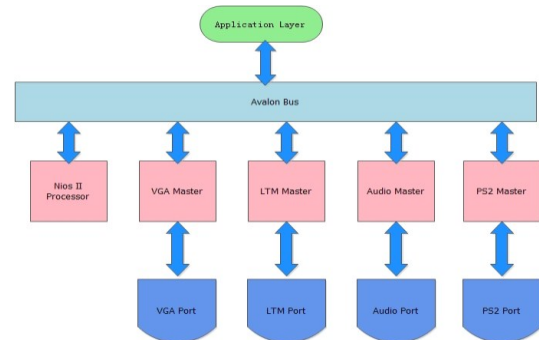 Application Layer
Avalon Bus
Nios II
Processor
VGA Master
LTM Master
Audio Master
PS2 Master
VGA Port
LTM Port
Audio Port
PS2 Port